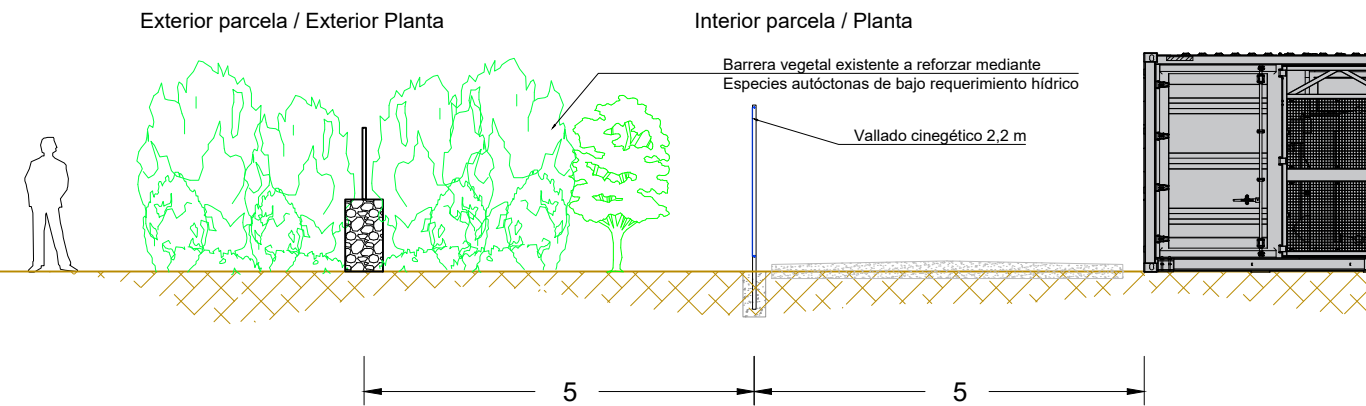 Exterior parcela / Exterior Planta
Interior parcela / Planta
Barrera vegetal existente a reforzar mediante
Especies autóctonas de bajo requerimiento hídrico
Vallado cinegético 2,2 m
5
5